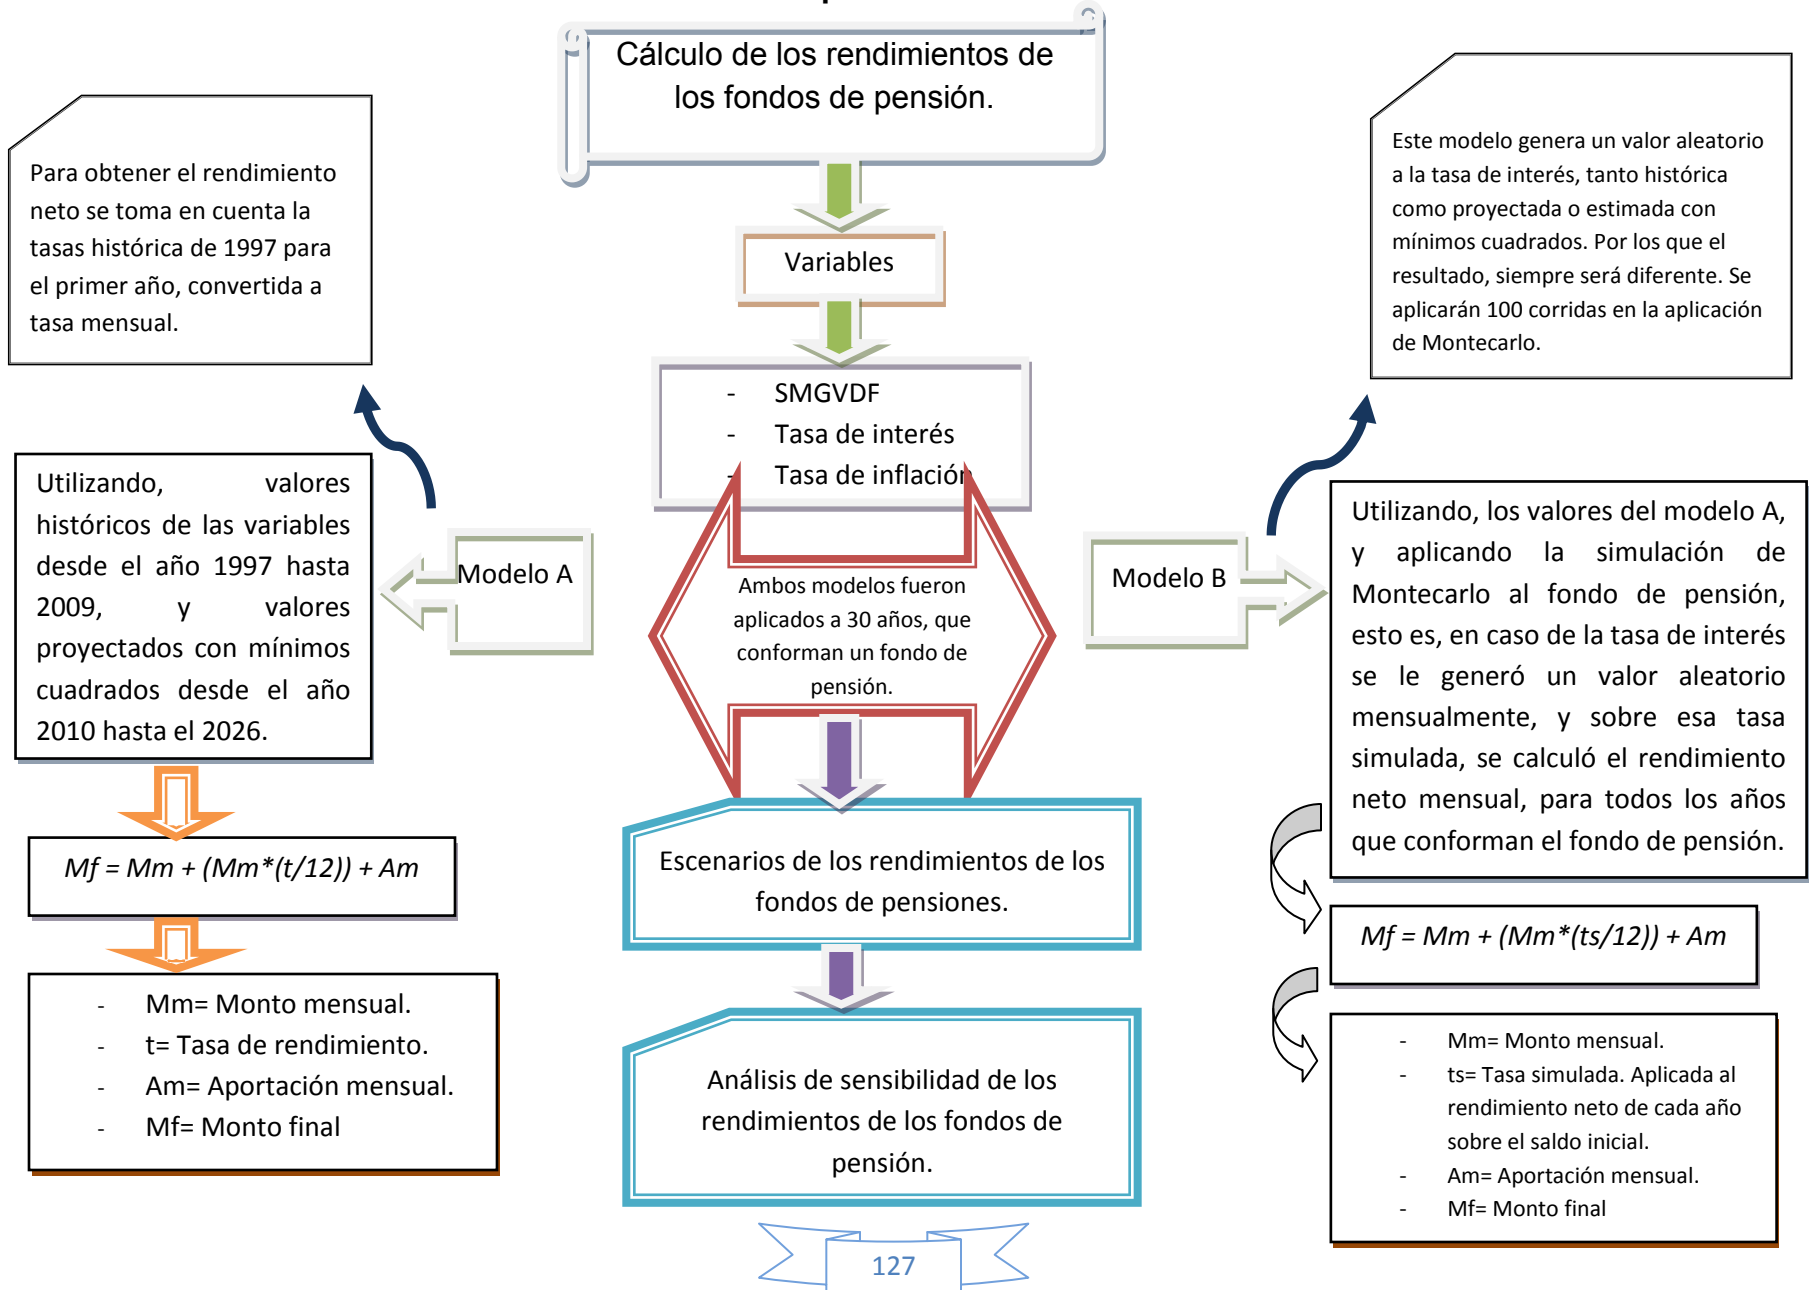 Cálculo de los rendimientos de
los fondos de pensión.
Variables
- SMGVDF
- Tasa de interés
- Tasa de inflación
Para obtener el rendimiento
neto se toma en cuenta la
tasas histórica de 1997 para
el primer año, convertida a
tasa mensual.
Modelo A
Utilizando, valores
históricos de las variables
desde el año 1997 hasta
2009, y valores
proyectados con mínimos
cuadrados desde el año
2010 hasta el 2026.
Mf = Mm + (Mm*(t/12)) + Am
- Mm= Monto mensual.
- t= Tasa de rendimiento.
- Am= Aportación mensual.
- Mf= Monto final
Ambos modelos fueron
aplicados a 30 años, que
conforman un fondo de
pensión.
Escenarios de los rendimientos de los
fondos de pensiones.
Análisis de sensibilidad de los
rendimientos de los fondos de
pensión.
Este modelo genera un valor aleatorio
a la tasa de interés, tanto histórica
como proyectada o estimada con
mínimos cuadrados. Por los que el
resultado, siempre será diferente. Se
aplicarán 100 corridas en la aplicación
de Montecarlo.
Modelo B
Utilizando, los valores del modelo A,
y aplicando la simulación de
Montecarlo al fondo de pensión,
esto es, en caso de la tasa de interés
se le generó un valor aleatorio
mensualmente, y sobre esa tasa
simulada, se calculó el rendimiento
neto mensual, para todos los años
que conforman el fondo de pensión.
Mf = Mm + (Mm*(ts/12)) + Am
- Mm= Monto mensual.
- ts= Tasa simulada. Aplicada al
rendimiento neto de cada año
sobre el saldo inicial.
- Am= Aportación mensual.
- Mf= Monto final
127